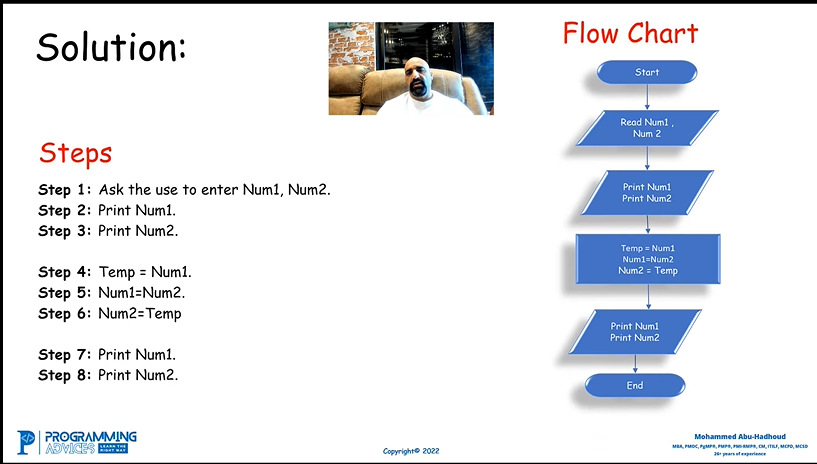 Solution:
Steps
Step 1: Ask the use to enter Num1, Num2.
Step 2: Print Num1.
Step 3: Print Num2.
Step 4: Temp = Num1.
Step 5: Num1=Num2.
Step 6: Num2=Temp
Step 7: Print Num1.
Step 8: Print Num2.
Flow Chart
Start
Read Num1 ,
Num 2
Print Num1
Print Num2
Temp = Num1
Num1=Num2
Num2 = Temp
Print Num1
Print Num2
End
PROGRAMMING
ADVICES LEARN THE
RIGHT WAY
Copyright© 2022
Mohammed Abu-Hadhoud
MBA, PMOC, PgMP®, PMP®, PMI-RMP®, CM, ITILF, MCPD, MCSD
26+ years of experience